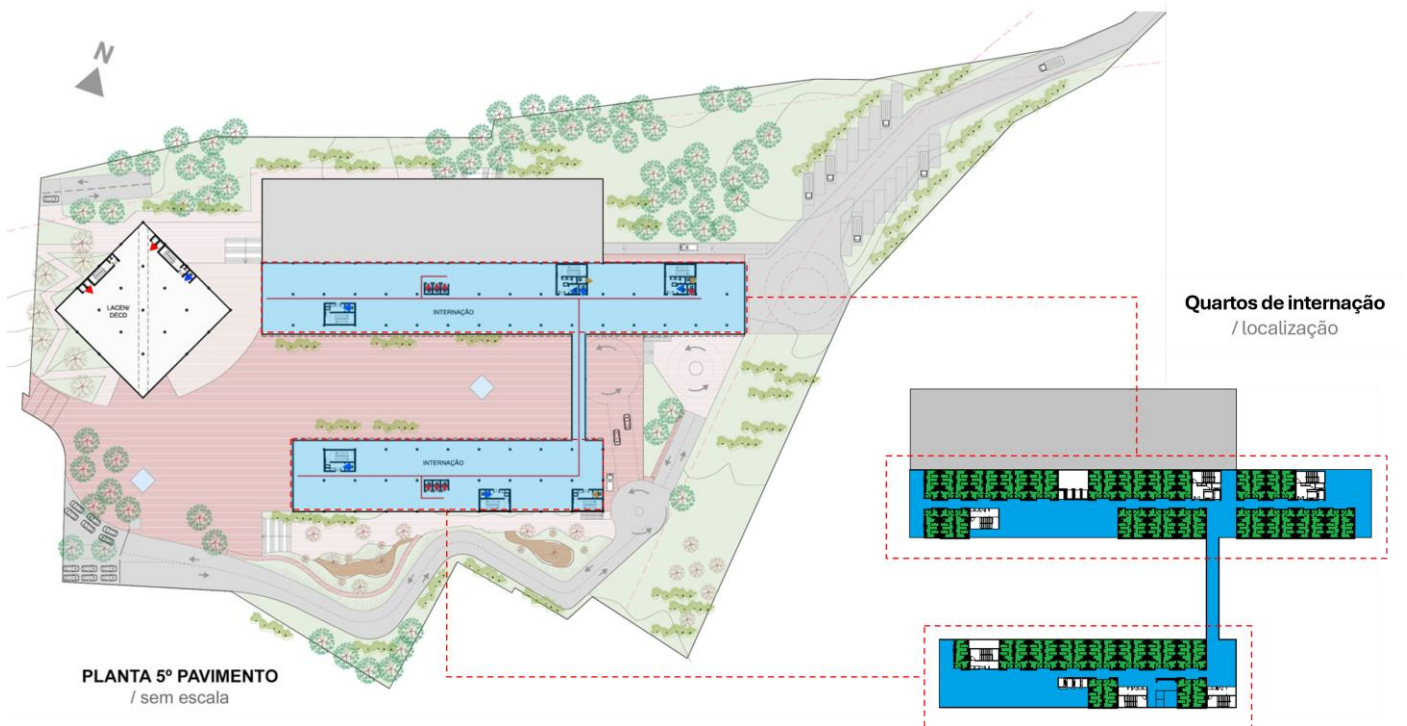 N
LACEN/
DECD
INTERNAÇÃO
INTERNAÇÃO
Quartos de internação
/ localização
PLANTA 5º PAVIMENTO
/ sem escala